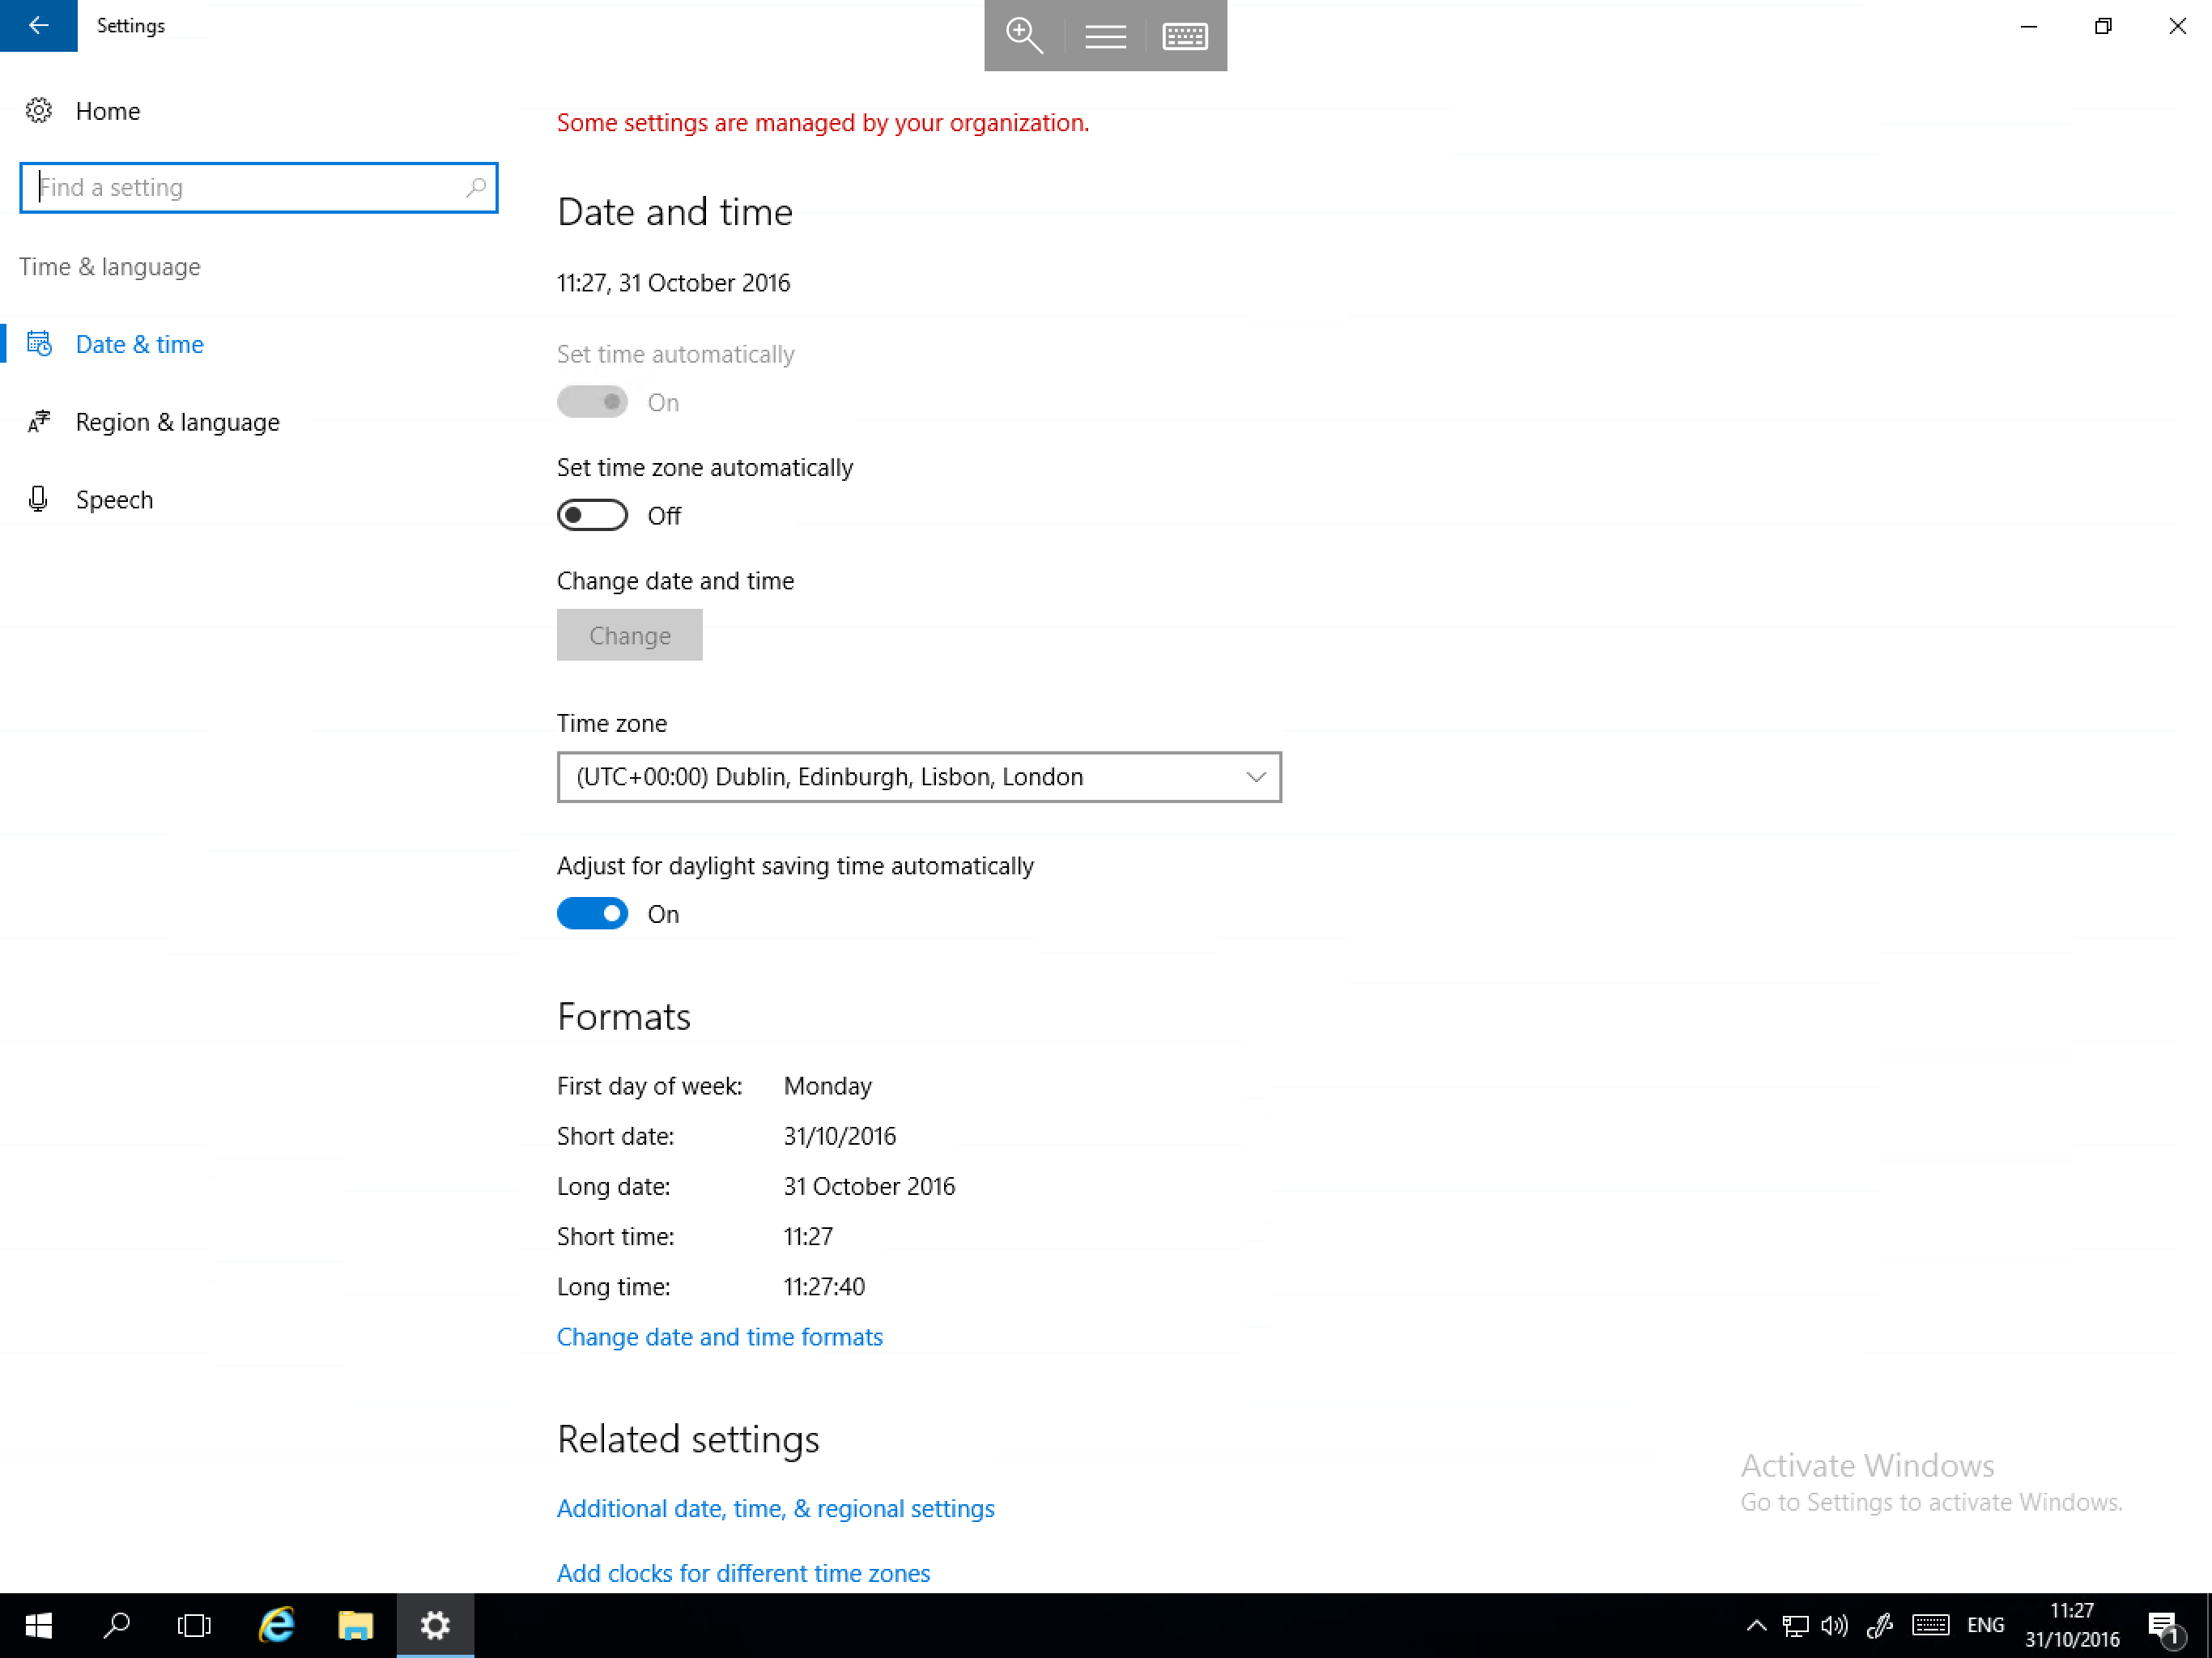 Settings
Home
Find a setting
Time & language
Date & time
Region & language
Speech
Some settings are managed by your organization.
Date and time
11:27, 31 October 2016
Set time automatically
On
Set time zone automatically
Off
Change date and time
Change
Time zone
(UTC+00:00) Dublin, Edinburgh, Lisbon, London
Adjust for daylight saving time automatically
On
Formats
First day of week: Monday
Short date: 31/10/2016
Long date: 31 October 2016
Short time: 11:27
Long time: 11:27:40
Change date and time formats
Related settings
Additional date, time, & regional settings
Add clocks for different time zones
Activate Windows
Go to Settings to activate Windows.
ENG
11:27
31/10/2016
1